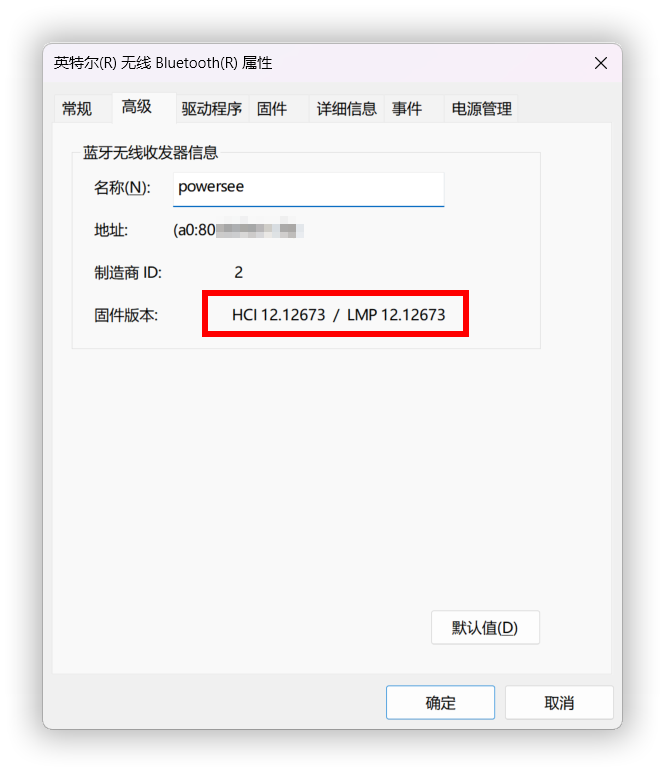 英特尔(R) 无线 Bluetooth(R) 属性
常规 高级 驱动程序 固件 详细信息 事件 电源管理
蓝牙无线收发器信息
名称(N): powersee
地址: (a0:80
制造商 ID: 2
固件版本: HCI 12.12673 / LMP 12.12673
默认值(D)
确定 取消